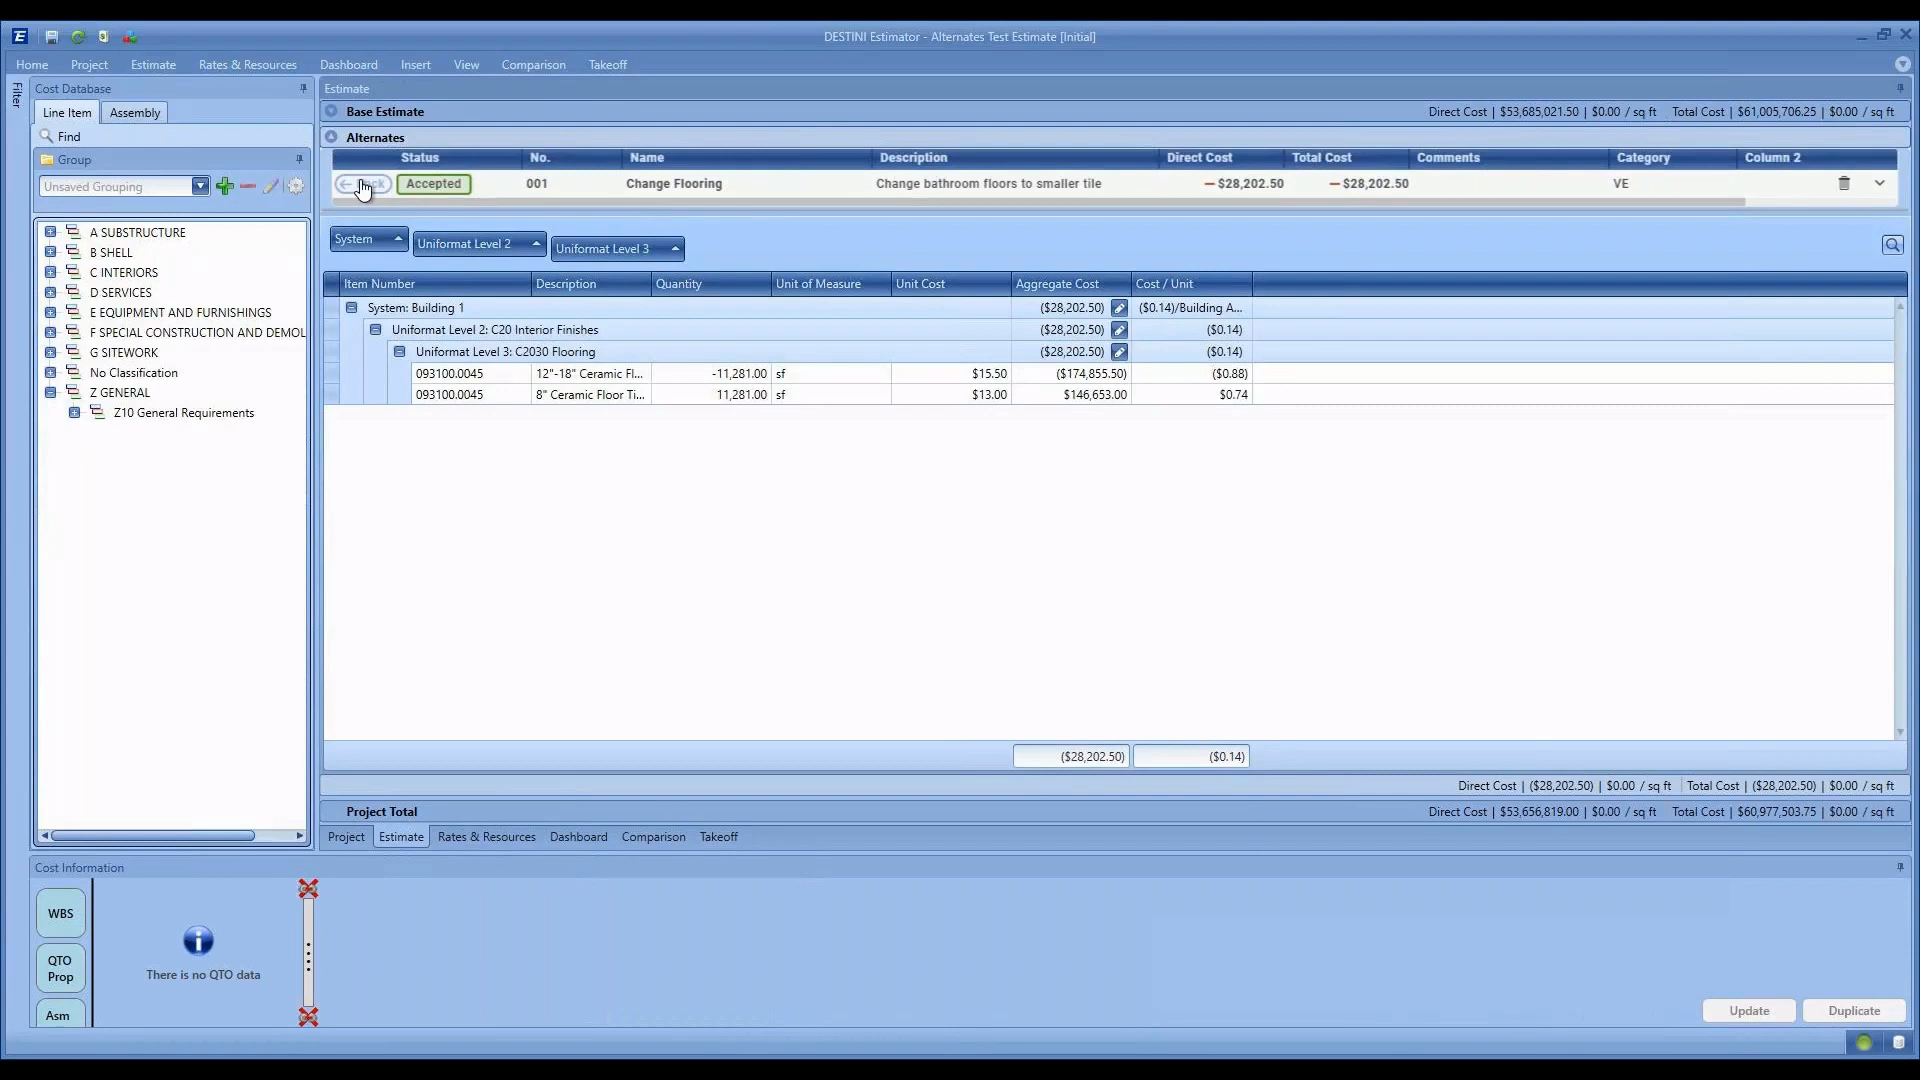 DESTINI Estimator - Alternates Test Estimate [Initial]
Home Project Estimate Rates & Resources Dashboard Insert View Comparison Takeoff
Filter
Cost Database
Line Item Assembly
Find
Group
Unsaved Grouping
A SUBSTRUCTURE
B SHELL
C INTERIORS
D SERVICES
E EQUIPMENT AND FURNISHINGS
F SPECIAL CONSTRUCTION AND DEMOL
G SITEWORK
No Classification
Z GENERAL
Z10 General Requirements
Estimate
Base Estimate Direct Cost | $53,685,021.50 | $0.00 / sq ft Total Cost | $61,005,706.25 | $0.00 / sq ft
Alternates
Status No. Name Description Direct Cost Total Cost Comments Category Column 2
Accepted 001 Change Flooring Change bathroom floors to smaller tile −$28,202.50 −$28,202.50 VE
System Uniformat Level 2 Uniformat Level 3
Item Number Description Quantity Unit of Measure Unit Cost Aggregate Cost Cost / Unit
System: Building 1 ($28,202.50) ($0.14)/Building A...
Uniformat Level 2: C20 Interior Finishes ($28,202.50) ($0.14)
Uniformat Level 3: C2030 Flooring ($28,202.50) ($0.14)
093100.0045 12"-18" Ceramic Fl... -11,281.00 sf $15.50 ($174,855.50) ($0.88)
093100.0045 8" Ceramic Floor Ti... 11,281.00 sf $13.00 $146,653.00 $0.74
($28,202.50) ($0.14)
Direct Cost | ($28,202.50) | $0.00 / sq ft Total Cost | ($28,202.50) | $0.00 / sq ft
Project Total Direct Cost | $53,656,819.00 | $0.00 / sq ft Total Cost | $60,977,503.75 | $0.00 / sq ft
Project Estimate Rates & Resources Dashboard Comparison Takeoff
Cost Information
WBS
QTO
Prop
Asm
There is no QTO data
Update Duplicate